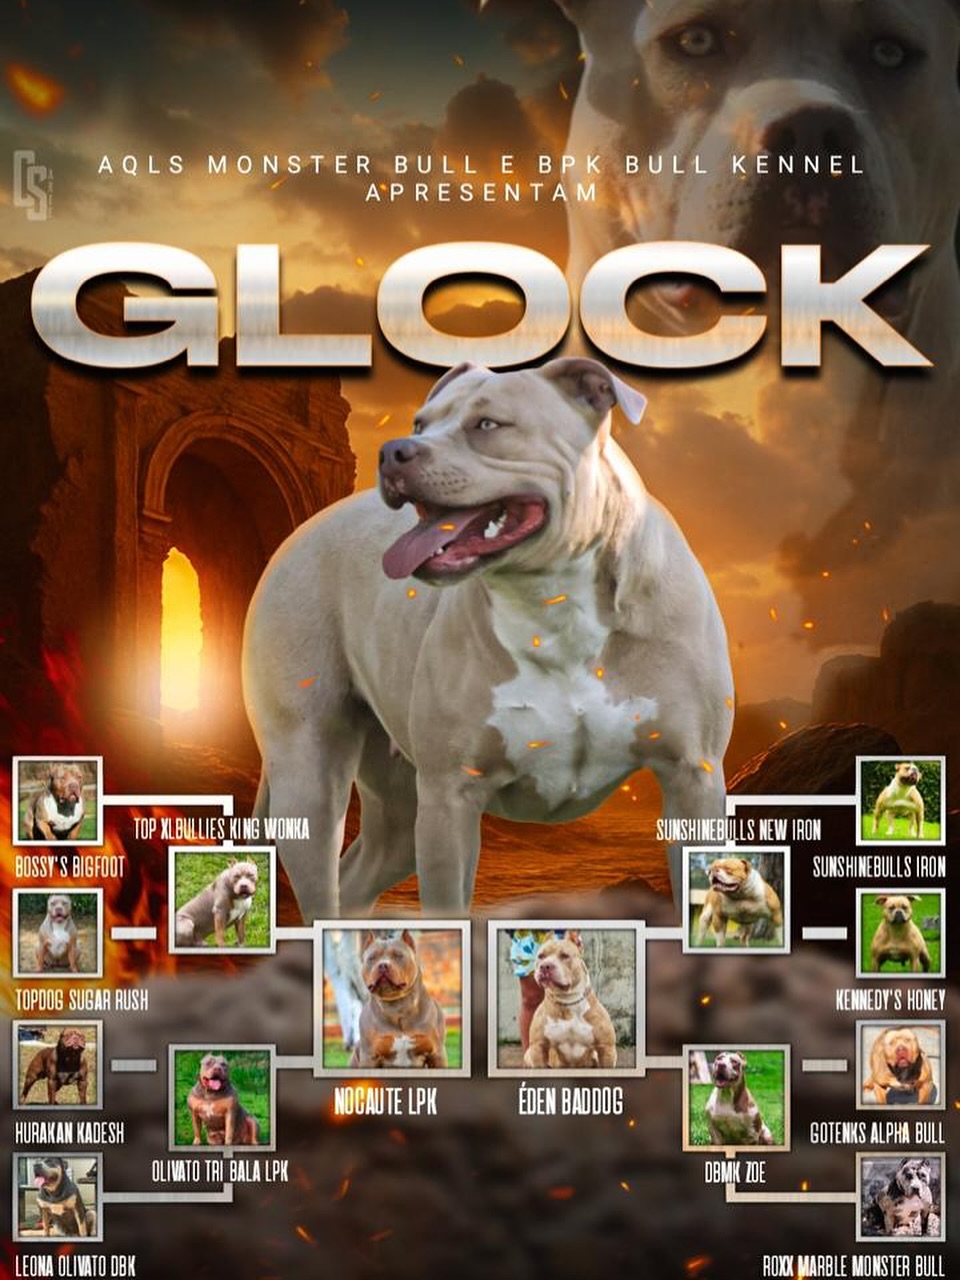 AQLS MONSTER BULL E BPK BULL KENNEL
APRESENTAM
GLOCK
CS
TOP XLBULLIES KING WONKA
SUNSHINEBULLS NEW IRON
BOSSY'S BIGFOOT
SUNSHINEBULLS IRON
TOPDOG SUGAR RUSH
KENNEDY'S HONEY
NOCAUTE LPK
ÉDEN BADDOG
HURAKAN KADESH
GOTENKS ALPHA BULL
OLIVATO TRI BALA LPK
DBMK ZOE
LEONA OLIVATO DBK
ROXX MARBLE MONSTER BULL